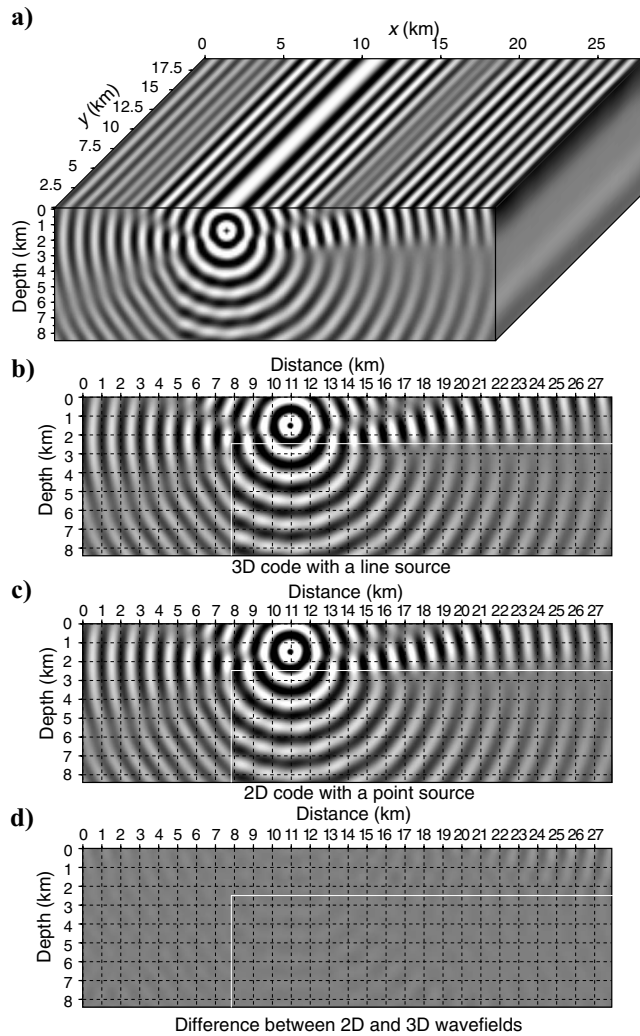 a)
x (km)
0 5 10 15 20 25
17.5
15
12.5
10
7.5
5
2.5
y (km)
0
1
2
3
4
5
6
7
8
Depth (km)
b)
Distance (km)
0 1 2 3 4 5 6 7 8 9 10 11 12 13 14 15 16 17 18 19 20 21 22 23 24 25 26 27
0
1
2
3
4
5
6
7
8
Depth (km)
3D code with a line source
c)
Distance (km)
0 1 2 3 4 5 6 7 8 9 10 11 12 13 14 15 16 17 18 19 20 21 22 23 24 25 26 27
0
1
2
3
4
5
6
7
8
Depth (km)
2D code with a point source
d)
Distance (km)
0 1 2 3 4 5 6 7 8 9 10 11 12 13 14 15 16 17 18 19 20 21 22 23 24 25 26 27
0
1
2
3
4
5
6
7
8
Depth (km)
Difference between 2D and 3D wavefields